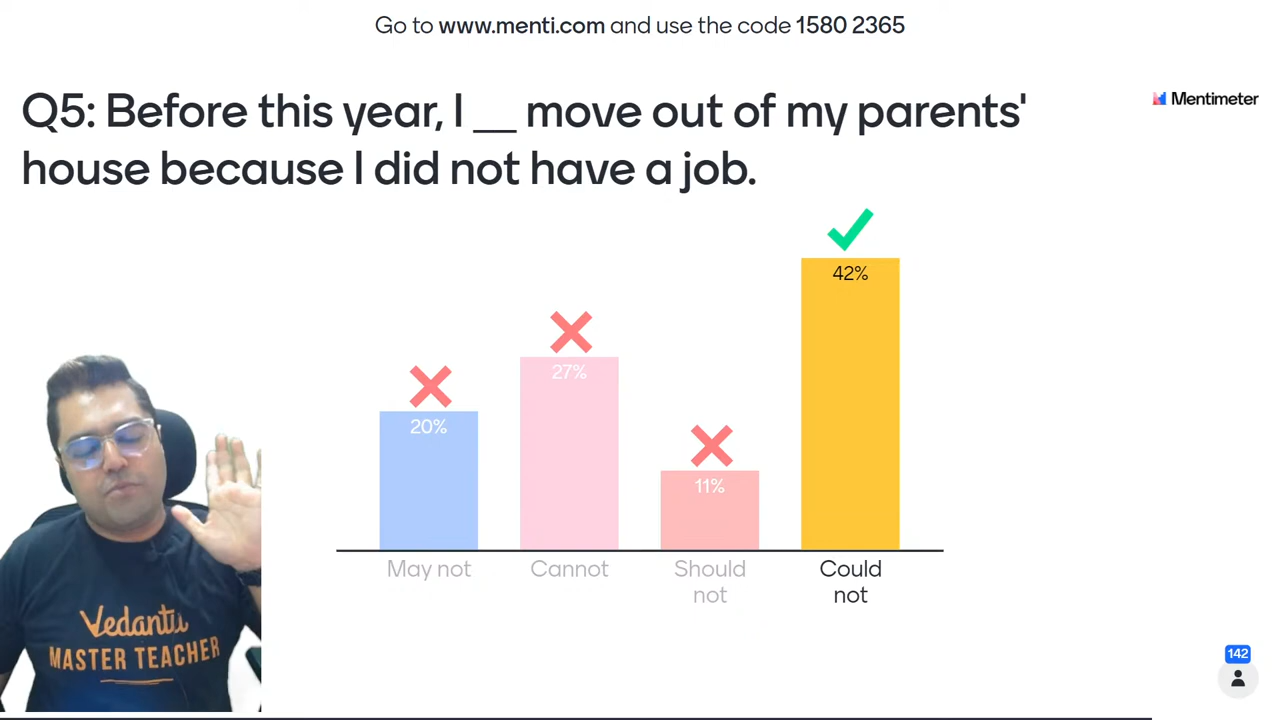 Go to www.menti.com and use the code 1580 2365
Q5: Before this year, I __ move out of my parents'
house because I did not have a job.
Mentimeter
42%
27%
20%
11%
May not
Cannot
Should
not
Could
not
Vedantu
MASTER TEACHER
142